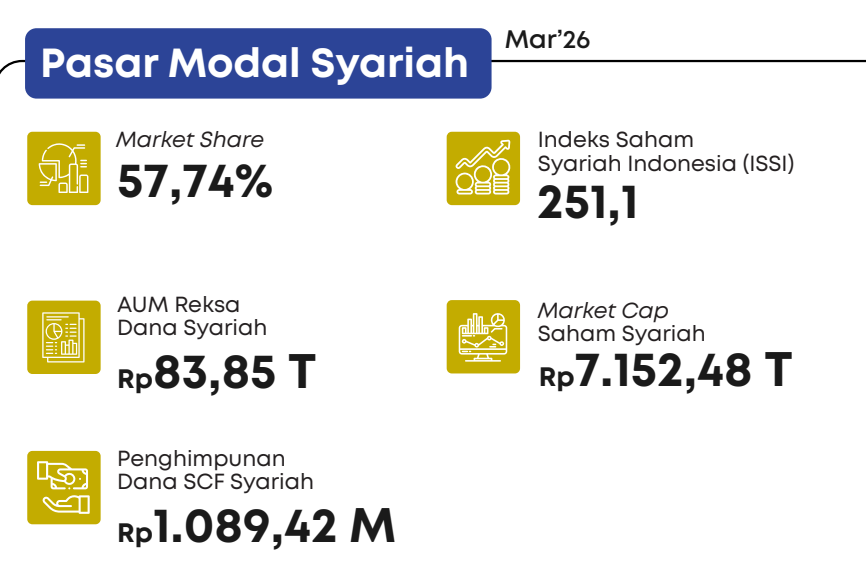 Pasar Modal Syariah
Mar’26
Market Share
57,74%
Indeks Saham
Syariah Indonesia (ISSI)
251,1
AUM Reksa
Dana Syariah
Rp83,85 T
Market Cap
Saham Syariah
Rp7.152,48 T
Penghimpunan
Dana SCF Syariah
Rp1.089,42 M